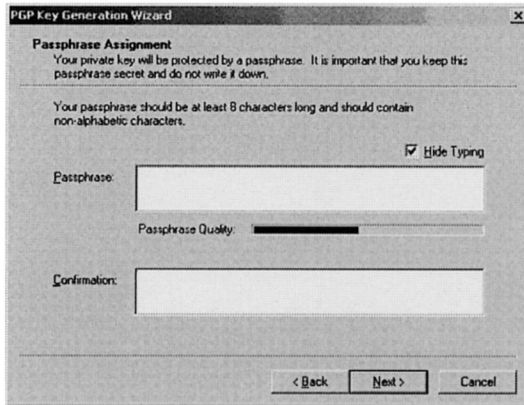 PGP Key Generation Wizard
Passphrase Assignment
Your private key will be protected by a passphrase. It is important that you keep this
passphrase secret and do not write it down.
Your passphrase should be at least 8 characters long and should contain
non-alphabetic characters.
Hide Typing
Passphrase:
Passphrase Quality:
Confirmation:
< Back Next > Cancel